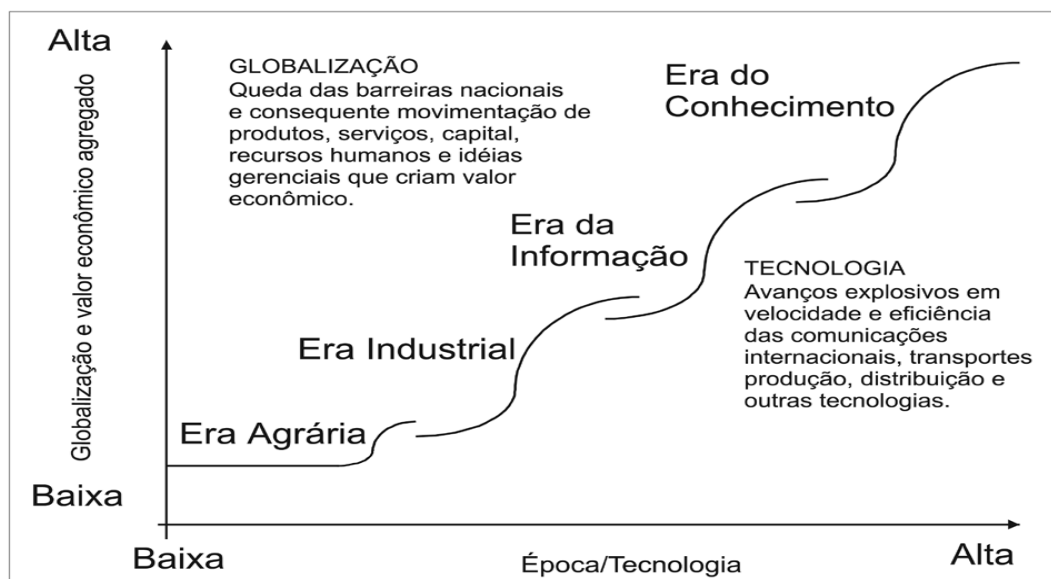 Alta
Globalização e valor econômico agregado
GLOBALIZAÇÃO
Queda das barreiras nacionais
e consequente movimentação de
produtos, serviços, capital,
recursos humanos e idéias
gerenciais que criam valor
econômico.
Era do
Conhecimento
Era da
Informação
TECNOLOGIA
Avanços explosivos em
velocidade e eficiência
das comunicações
internacionais, transportes
produção, distribuição e
outras tecnologias.
Era Industrial
Era Agrária
Baixa
Baixa
Época/Tecnologia
Alta